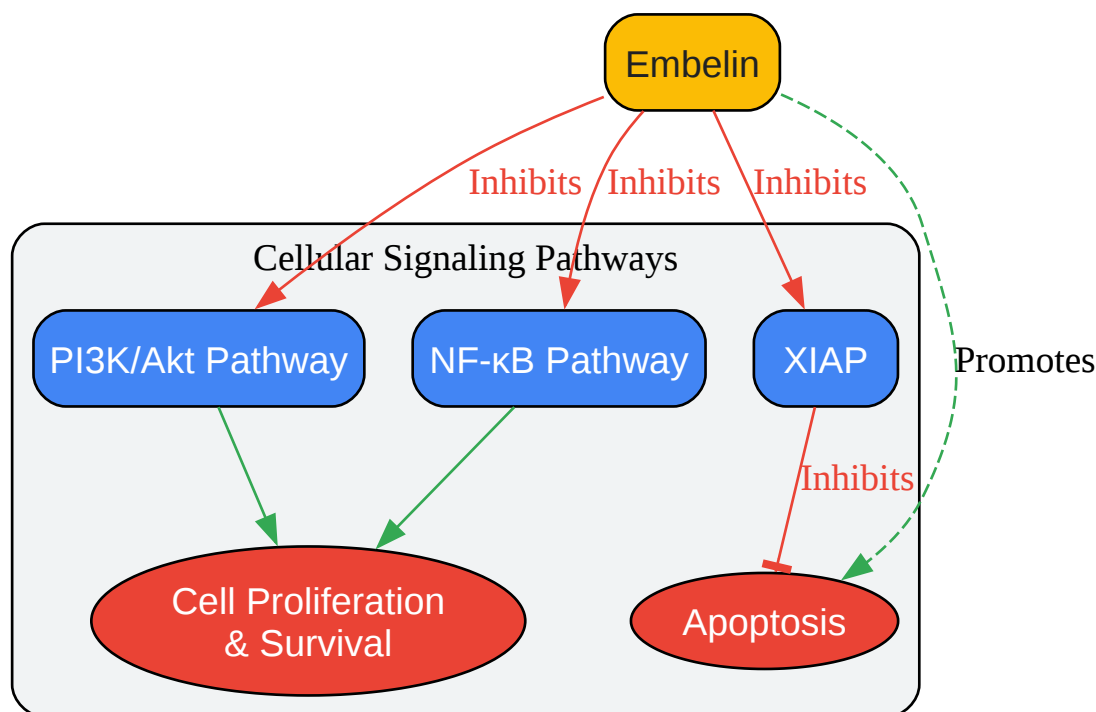 Embelin
Inhibits
Inhibits
Inhibits
Cellular Signaling Pathways
PI3K/Akt Pathway
NF-κB Pathway
XIAP
Promotes
Inhibits
Cell Proliferation
& Survival
Apoptosis